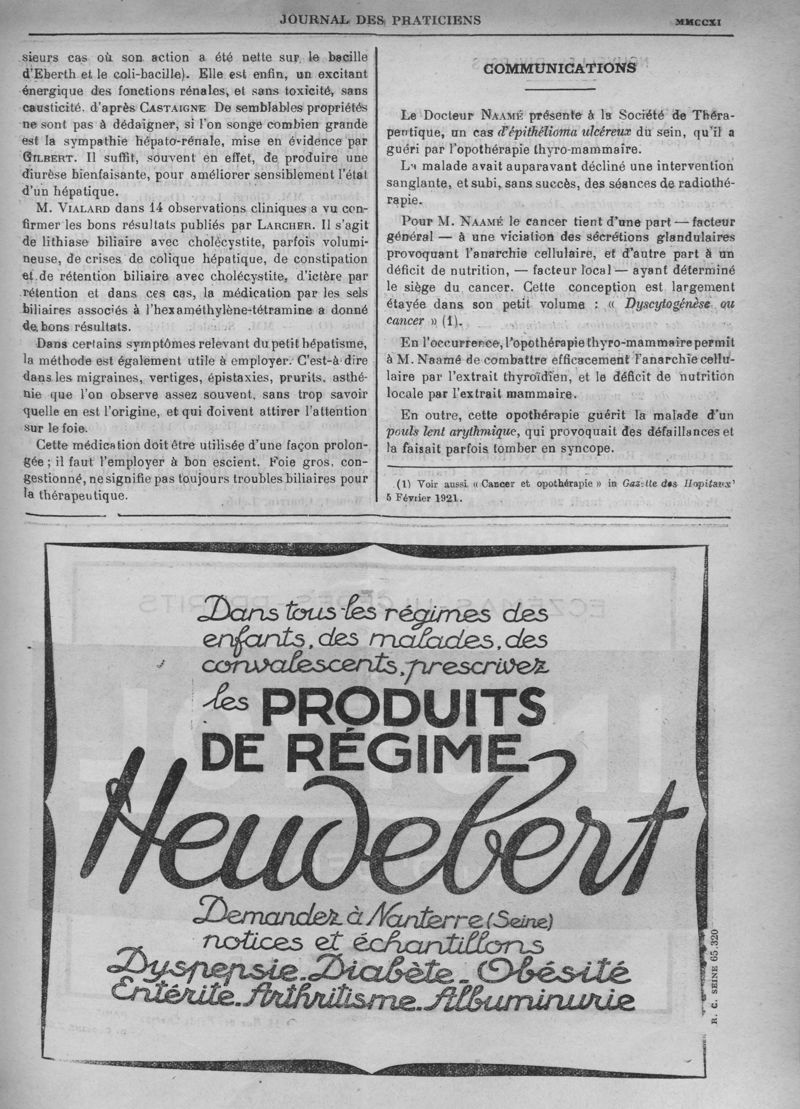 JOURNAL DES PRATICIENS
MMCCXI
sieurs cas où son action a été nette sur le bacille
d'Eberth et le coli-bacille). Elle est enfin, un excitant
énergique des fonctions rénales, et sans toxicité, sans
causticité. d'après CASTAIGNE De semblables propriétés
ne sont pas à dédaigner, si l'on songe combien grande
est la sympathie hépato-rénale, mise en évidence par
GILBERT. Il suffit, souvent en effet, de produire une
diurèse bienfaisante, pour améliorer sensiblement l'état
d'un hépatique.
M. VIALARD dans 14 observations cliniques a vu con-
firmer les bons résultats publiés par LARCHER. Il s'agit
de lithiase biliaire avec cholécystite, parfois volumi-
neuse, de crises de colique hépatique, de constipation
et de rétention biliaire avec cholécystite, d'ictère par
rétention et dans ces cas, la médication par les sels
biliaires associés à l'hexaméthylène-tétramine a donné
de bons résultats.
Dans certains symptômes relevant du petit hépatisme,
la méthode est également utile à employer. C'est-à dire
dans les migraines, vertiges, épistaxies, prurits, asthé-
nie que l'on observe assez souvent, sans trop savoir
quelle en est l'origine, et qui doivent attirer l'attention
sur le foie.
Cette médication doit être utilisée d'une façon prolon-
gée ; il faut l'employer à bon escient. Foie gros, con-
gestionné, ne signifie pas toujours troubles biliaires pour
la thérapeutique.
COMMUNICATIONS
Le Docteur NAAMÉ présente à la Société de Théra-
peutique, un cas d'épithélioma ulcéreux du sein, qu'il a
guéri par l'opothérapie thyro-mammaire.
La malade avait auparavant décliné une intervention
sanglante, et subi, sans succès, des séances de radiothé-
rapie.
Pour M. NAAMÉ le cancer tient d'une part — facteur
général — à une viciation des sécrétions glandulaires
provoquant l'anarchie cellulaire, et d'autre part à un
déficit de nutrition, — facteur local — ayant déterminé
le siège du cancer. Cette conception est largement
étayée dans son petit volume : « Dyscytogénèse ou
cancer » (1).
En l'occurrence, l'opothérapie thyro-mammaire permit
à M. Naamé de combattre efficacement l'anarchie cellu-
laire par l'extrait thyroïdien, et le déficit de nutrition
locale par l'extrait mammaire.
En outre, cette opothérapie guérit la malade d'un
pouls lent arythmique, qui provoquait des défaillances et
la faisait parfois tomber en syncope.
(1) Voir aussi « Cancer et opothérapie » in Gazette des Hopitaux'
5 Février 1921.
Dans tous les régimes des
enfants, des malades, des
convalescents, prescrivez
les PRODUITS
DE RÉGIME
Heudebert
Demandez à Nanterre (Seine)
notices et échantillons
Dyspepsie_Diabète_Obésité
Entérite_Arthritisme_Albuminurie
R. C. SEINE 65.320